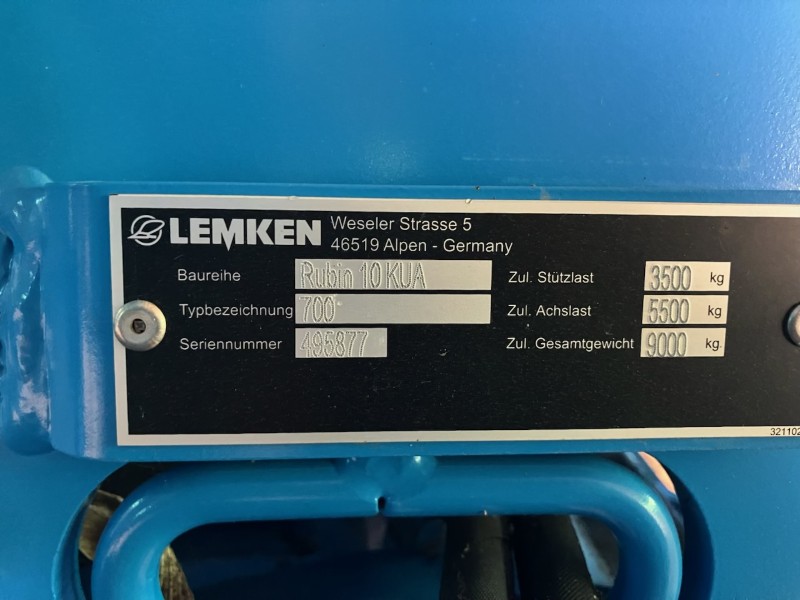 LEMKEN Weseler Strasse 5
46519 Alpen - Germany
Baureihe Rubin 10 KUA Zul. Stützlast 3500 kg
Typbezeichnung 700 Zul. Achslast 5500 kg
Seriennummer 495877 Zul. Gesamtgewicht 9000 kg.
321102